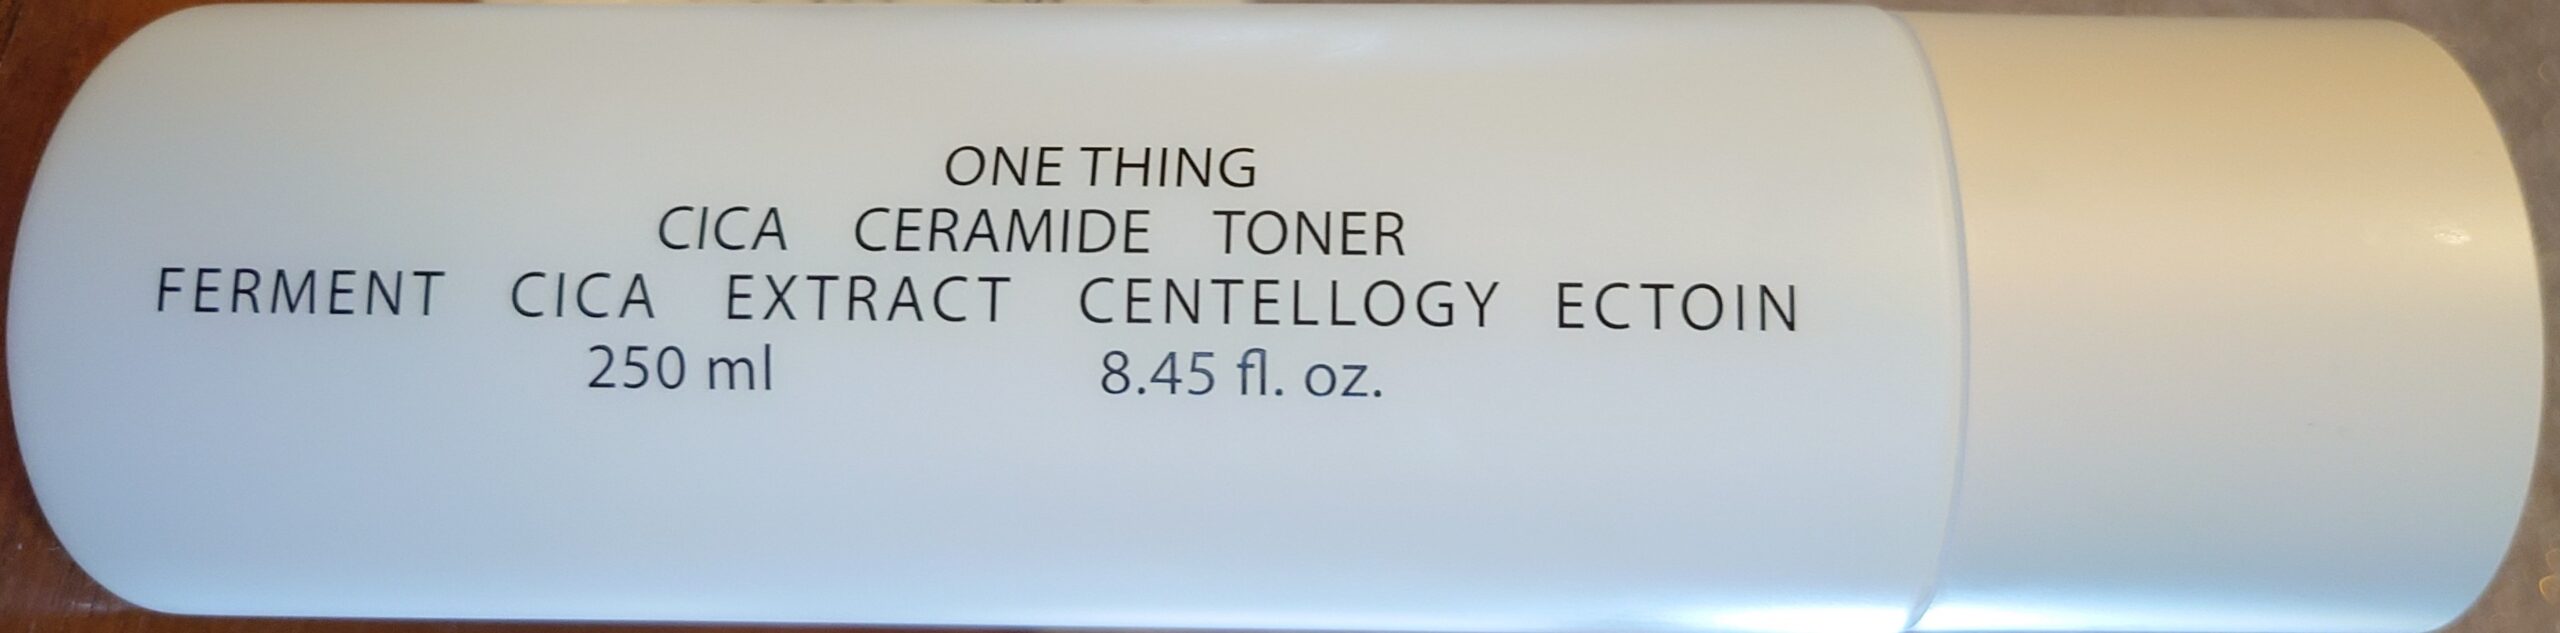 ONE THING
CICA CERAMIDE TONER
FERMENT CICA EXTRACT CENTELLOGY ECTOIN
250 ml 8.45 fl. oz.